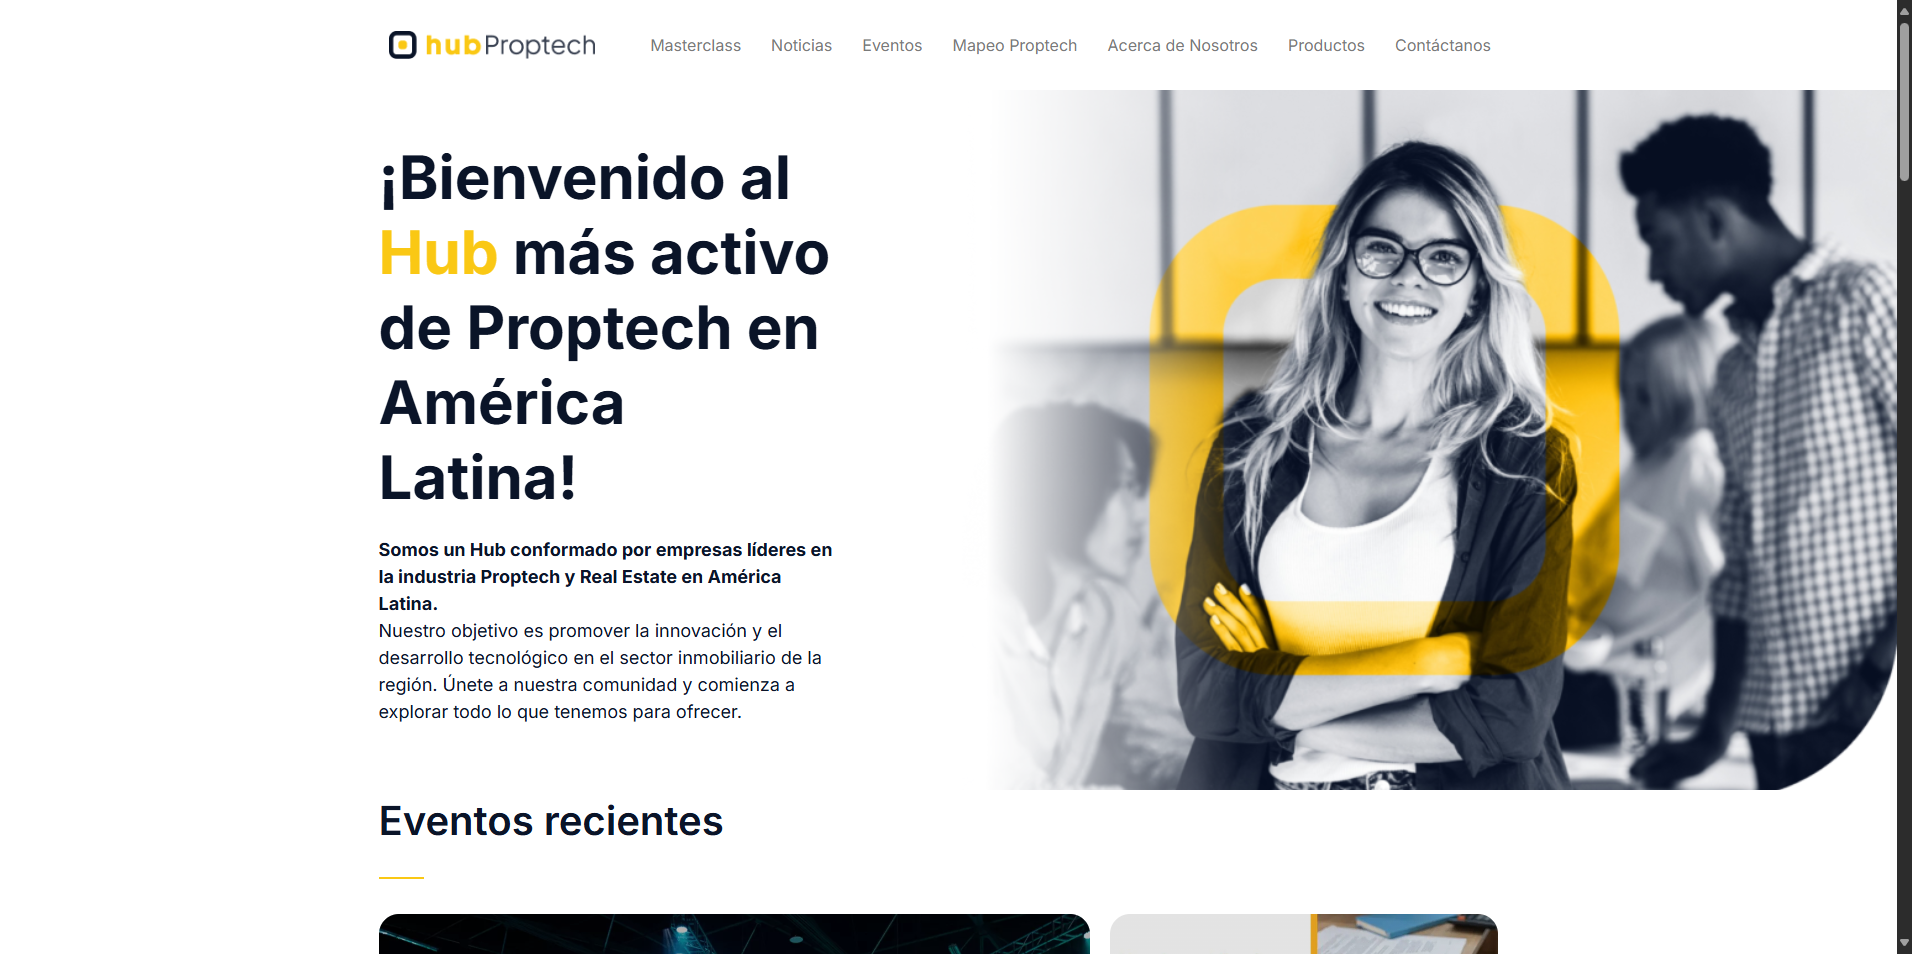 hubProptech
Masterclass
Noticias
Eventos
Mapeo Proptech
Acerca de Nosotros
Productos
Contáctanos
¡Bienvenido al
Hub más activo
de Proptech en
América
Latina!
Somos un Hub conformado por empresas líderes en
la industria Proptech y Real Estate en América
Latina.
Nuestro objetivo es promover la innovación y el
desarrollo tecnológico en el sector inmobiliario de la
región. Únete a nuestra comunidad y comienza a
explorar todo lo que tenemos para ofrecer.
Eventos recientes